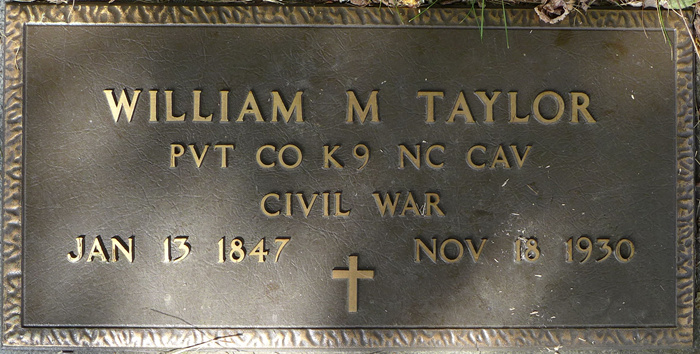 WILLIAM M TAYLOR
PVT CO K 9 NC CAV
CIVIL WAR
JAN 13 1847 NOV 18 1930